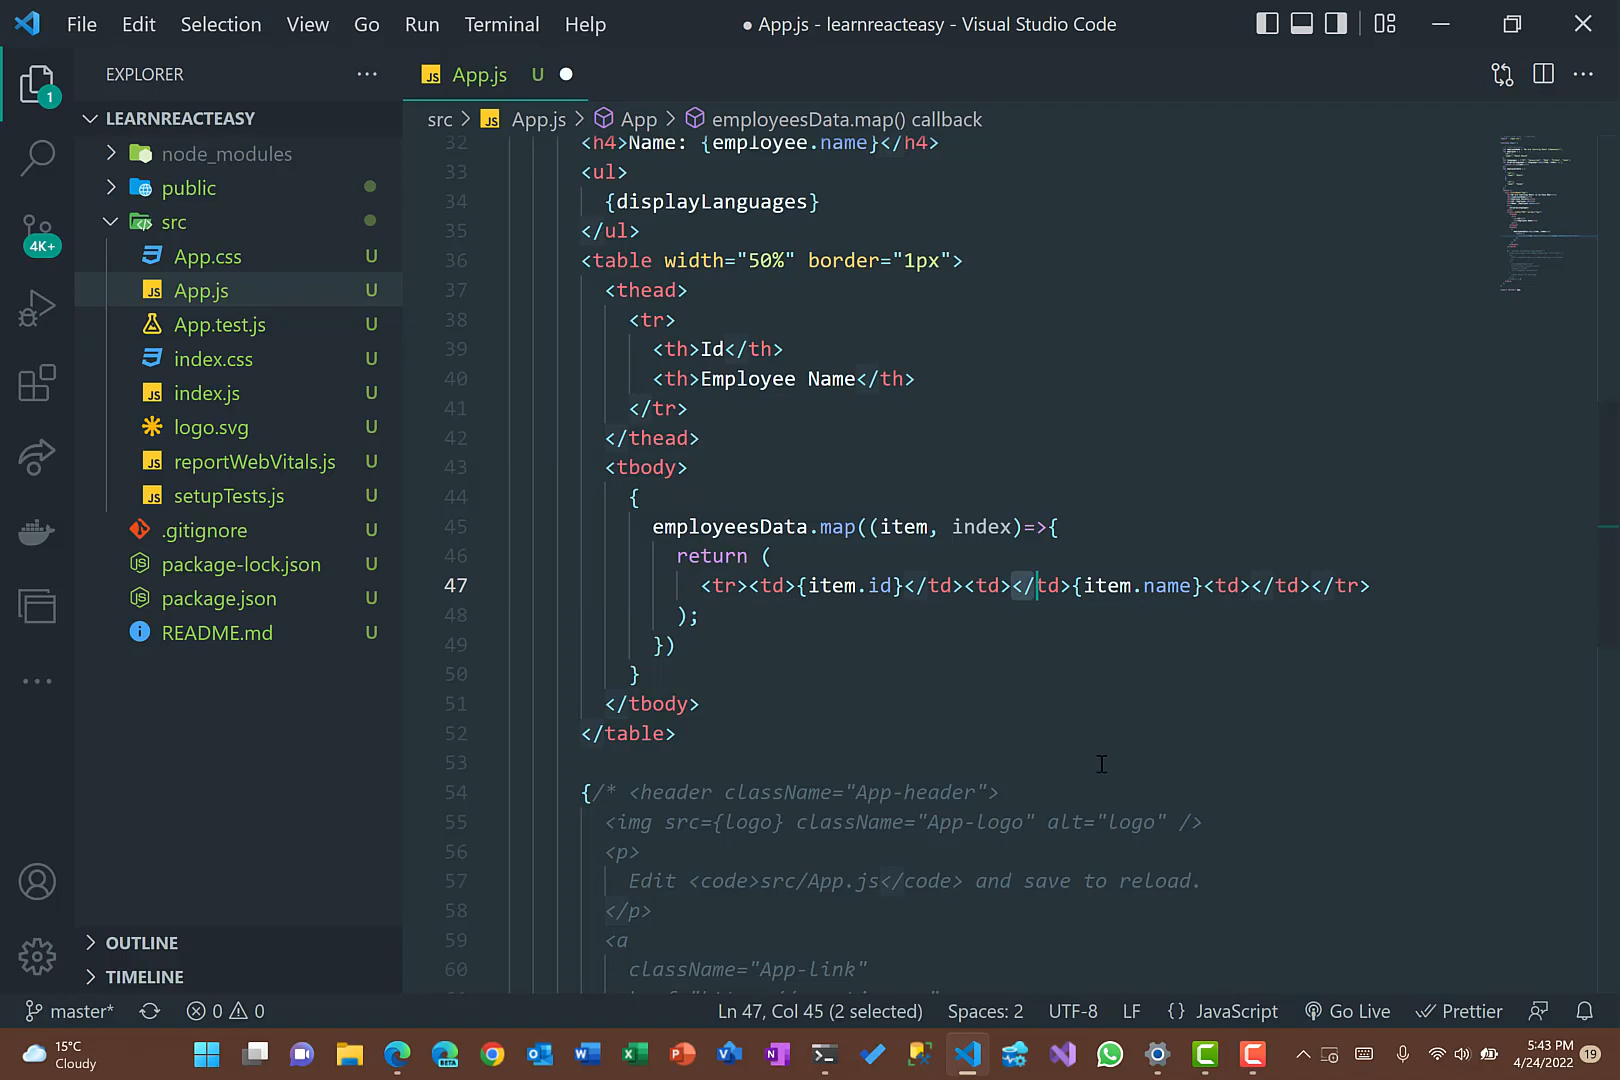 File Edit Selection View Go Run Terminal Help
● App.js - learnreacteasy - Visual Studio Code
EXPLORER
App.js U
src > App.js > App > employeesData.map() callback
1
4K+
LEARNREACTEASY
node_modules
public
src
App.css U
App.js U
App.test.js U
index.css U
index.js U
logo.svg U
reportWebVitals.js U
setupTests.js U
.gitignore U
package-lock.json U
package.json U
README.md U
OUTLINE
TIMELINE
32 <h4>Name: {employee.name}</h4>
33 <ul>
34 {displayLanguages}
35 </ul>
36 <table width="50%" border="1px">
37 <thead>
38 <tr>
39 <th>Id</th>
40 <th>Employee Name</th>
41 </tr>
42 </thead>
43 <tbody>
44 {
45 employeesData.map((item, index)=>{
46 return (
47 <tr><td>{item.id}</td><td></td>{item.name}<td></td></tr>
48 );
49 })
50 }
51 </tbody>
52 </table>
53
54 {/* <header className="App-header">
55 <img src={logo} className="App-logo" alt="logo" />
56 <p>
57 Edit <code>src/App.js</code> and save to reload.
58 </p>
59 <a
60 className="App-link"
master* 0 0 Ln 47, Col 45 (2 selected) Spaces: 2 UTF-8 LF {} JavaScript Go Live Prettier
15°C
Cloudy
5:43 PM
4/24/2022
19